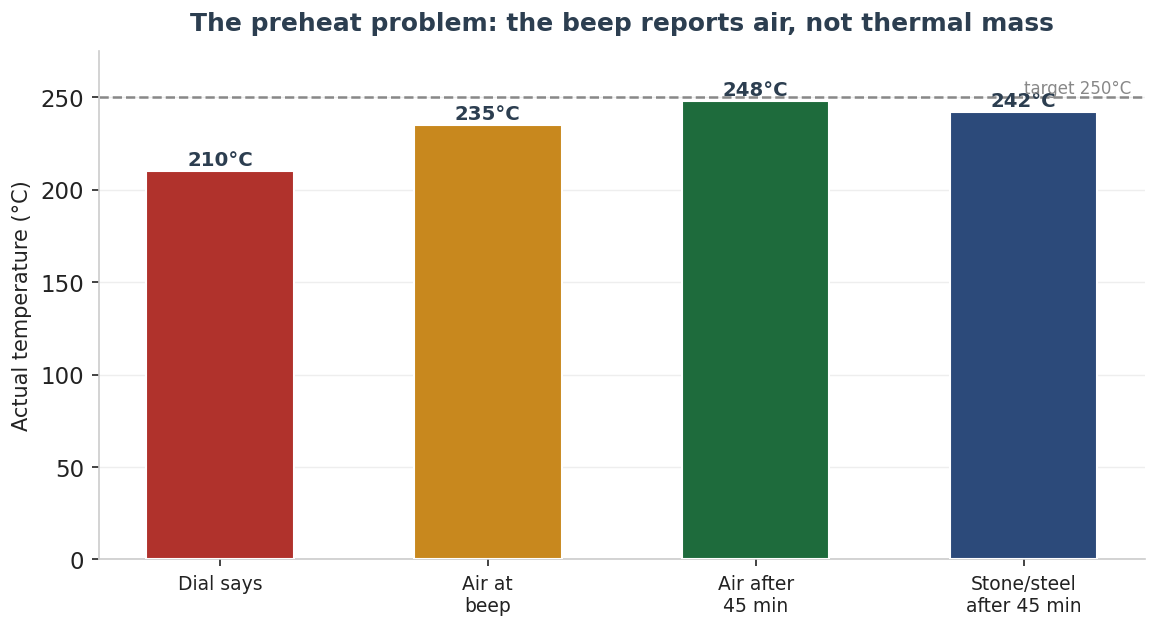 The preheat problem: the beep reports air, not thermal mass
Actual temperature (°C)
250
200
150
100
50
0
210°C
235°C
248°C
242°C
target 250°C
Dial says
Air at
beep
Air after
45 min
Stone/steel
after 45 min